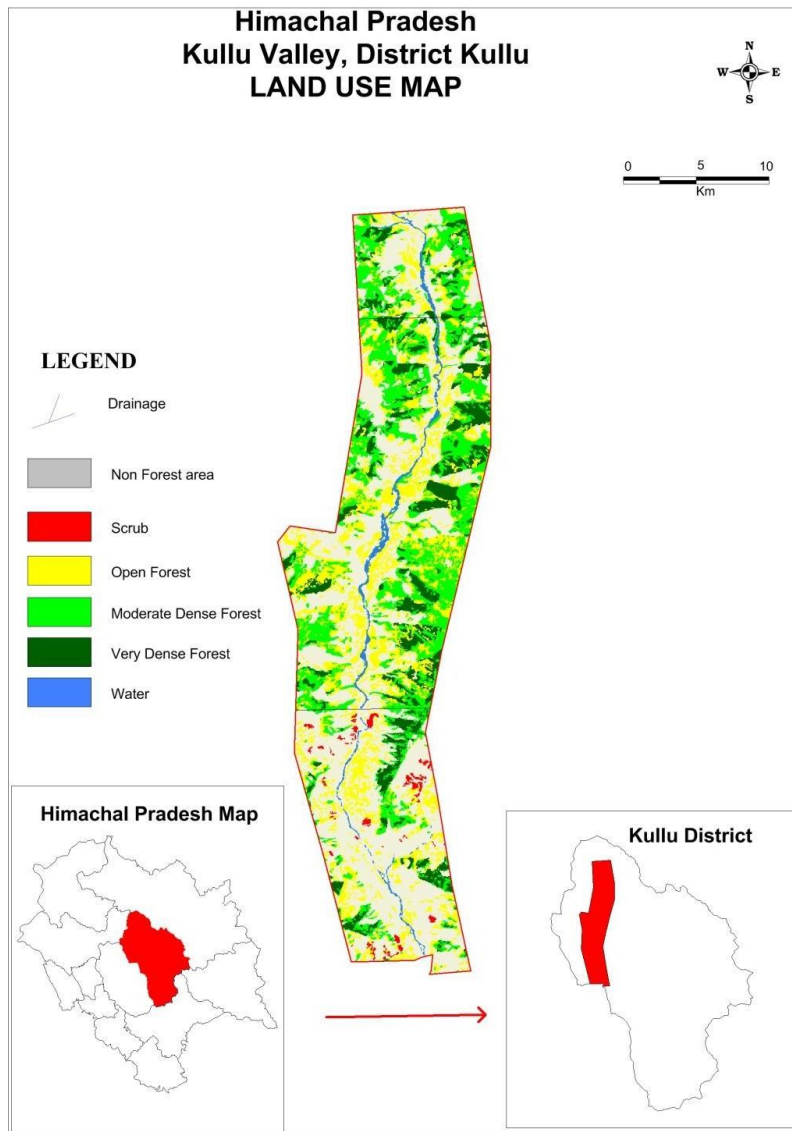 Himachal Pradesh
Kullu Valley, District Kullu
LAND USE MAP
N
W E
S
0 5 10
Km
LEGEND
Drainage
Non Forest area
Scrub
Open Forest
Moderate Dense Forest
Very Dense Forest
Water
Himachal Pradesh Map
Kullu District